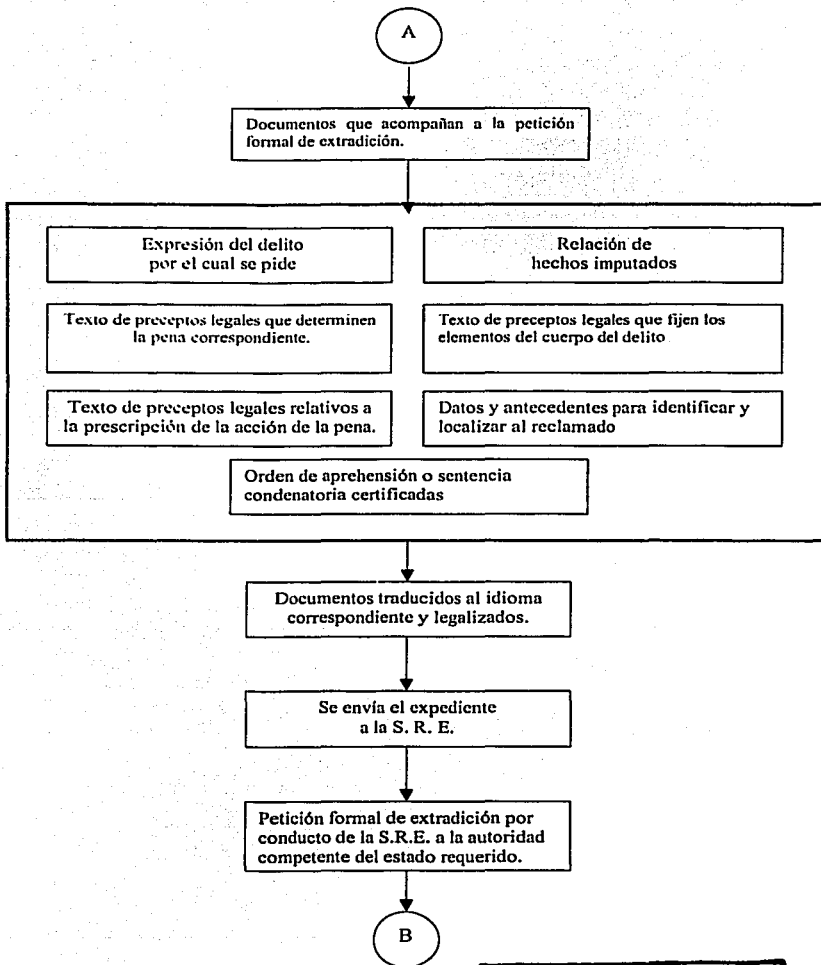 A
Documentos que acompañan a la petición
formal de extradición.
Expresión del delito
por el cual se pide
Relación de
hechos imputados
Texto de preceptos legales que determinen
la pena correspondiente.
Texto de preceptos legales que fijen los
elementos del cuerpo del delito
Texto de preceptos legales relativos a
la prescripción de la acción de la pena.
Datos y antecedentes para identificar y
localizar al reclamado
Orden de aprehensión o sentencia
condenatoria certificadas
Documentos traducidos al idioma
correspondiente y legalizados.
Se envía el expediente
a la S. R. E.
Petición formal de extradición por
conducto de la S.R.E. a la autoridad
competente del estado requerido.
B